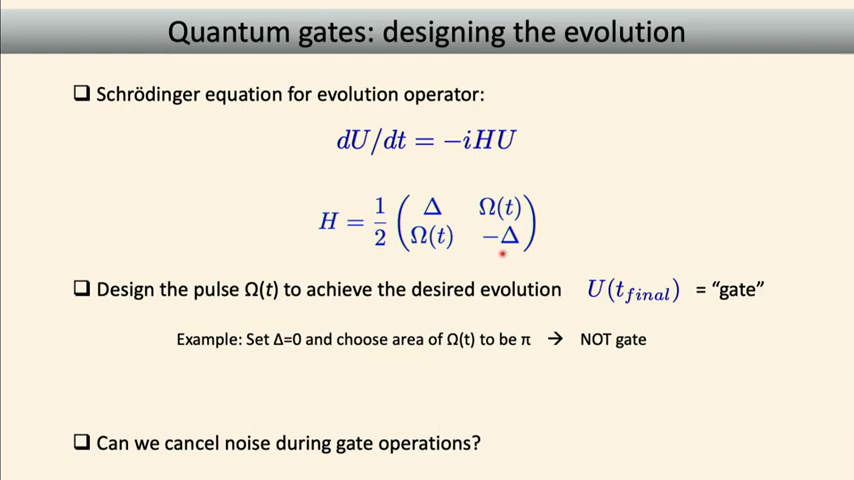 Quantum gates: designing the evolution
❑ Schrödinger equation for evolution operator:
dU/dt = −iHU
H = 1/2 ( Δ Ω(t) 
Ω(t) −Δ )
❑ Design the pulse Ω(t) to achieve the desired evolution U(t_final) = “gate”
Example: Set Δ=0 and choose area of Ω(t) to be π → NOT gate
❑ Can we cancel noise during gate operations?